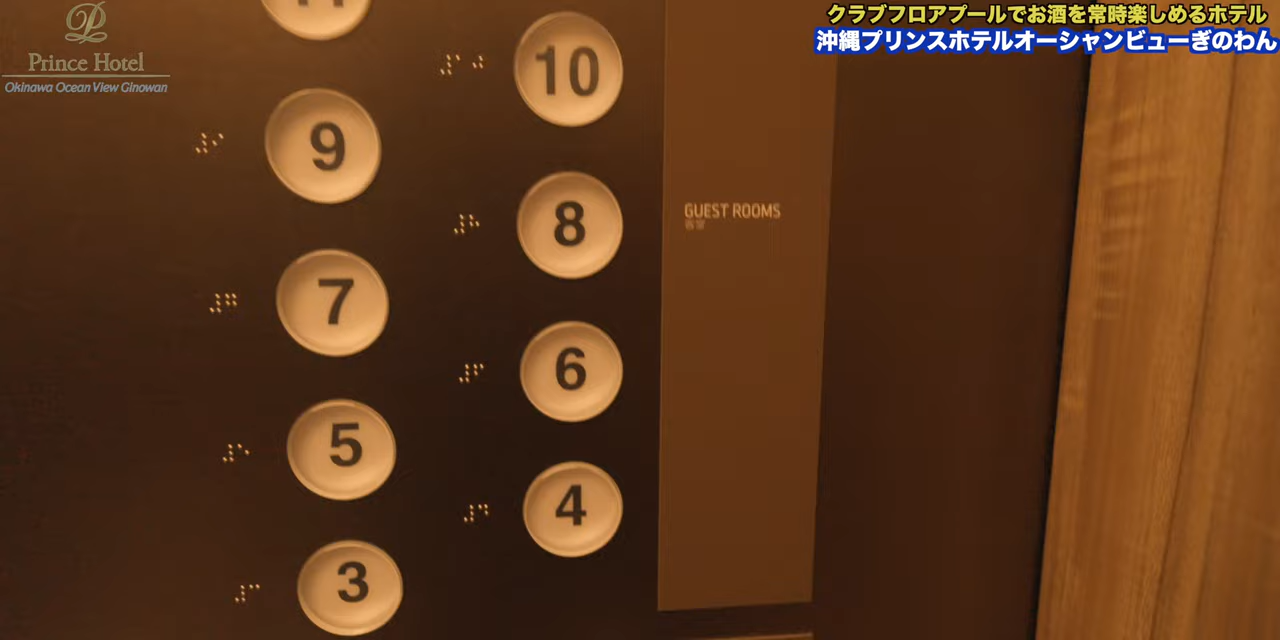 Prince Hotel
Okinawa Ocean View Ginowan
クラブフロアプールでお酒を常時楽しめるホテル
沖縄プリンスホテルオーシャンビューぎのわん
11
10
9
8
GUEST ROOMS
客室
7
6
5
4
3